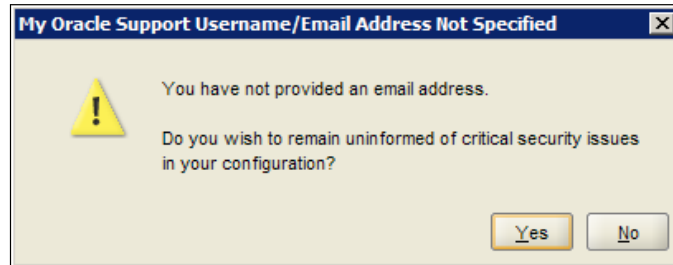 My Oracle Support Username/Email Address Not Specified
You have not provided an email address.
Do you wish to remain uninformed of critical security issues
in your configuration?
Yes No